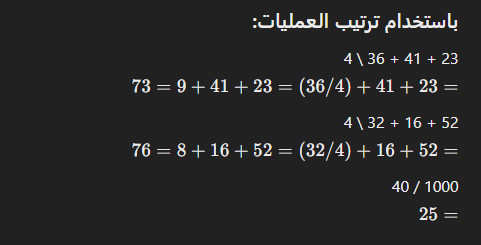 باستخدام ترتيب العمليات:
4 \ 36 + 41 + 23
73 = 9 + 41 + 23 = (36/4) + 41 + 23 =
4 \ 32 + 16 + 52
76 = 8 + 16 + 52 = (32/4) + 16 + 52 =
40 / 1000
25 =